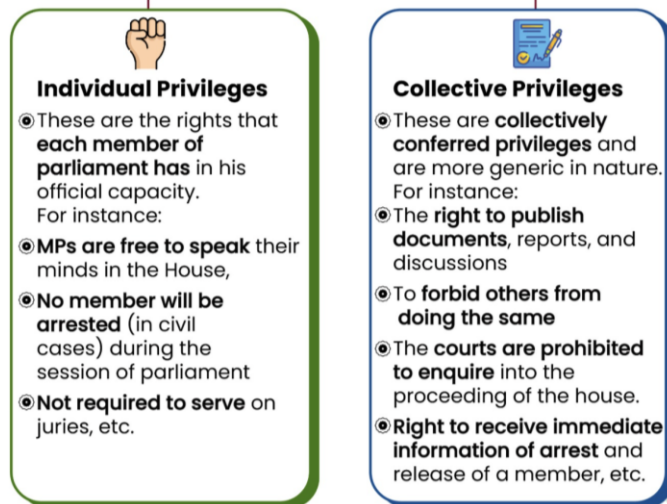 Individual Privileges
These are the rights that
each member of
parliament has in his
official capacity.
For instance:
MPs are free to speak their
minds in the House,
No member will be
arrested (in civil
cases) during the
session of parliament
Not required to serve on
juries, etc.
Collective Privileges
These are collectively
conferred privileges and
are more generic in nature.
For instance:
The right to publish
documents, reports, and
discussions
To forbid others from
doing the same
The courts are prohibited
to enquire into the
proceeding of the house.
Right to receive immediate
information of arrest and
release of a member, etc.